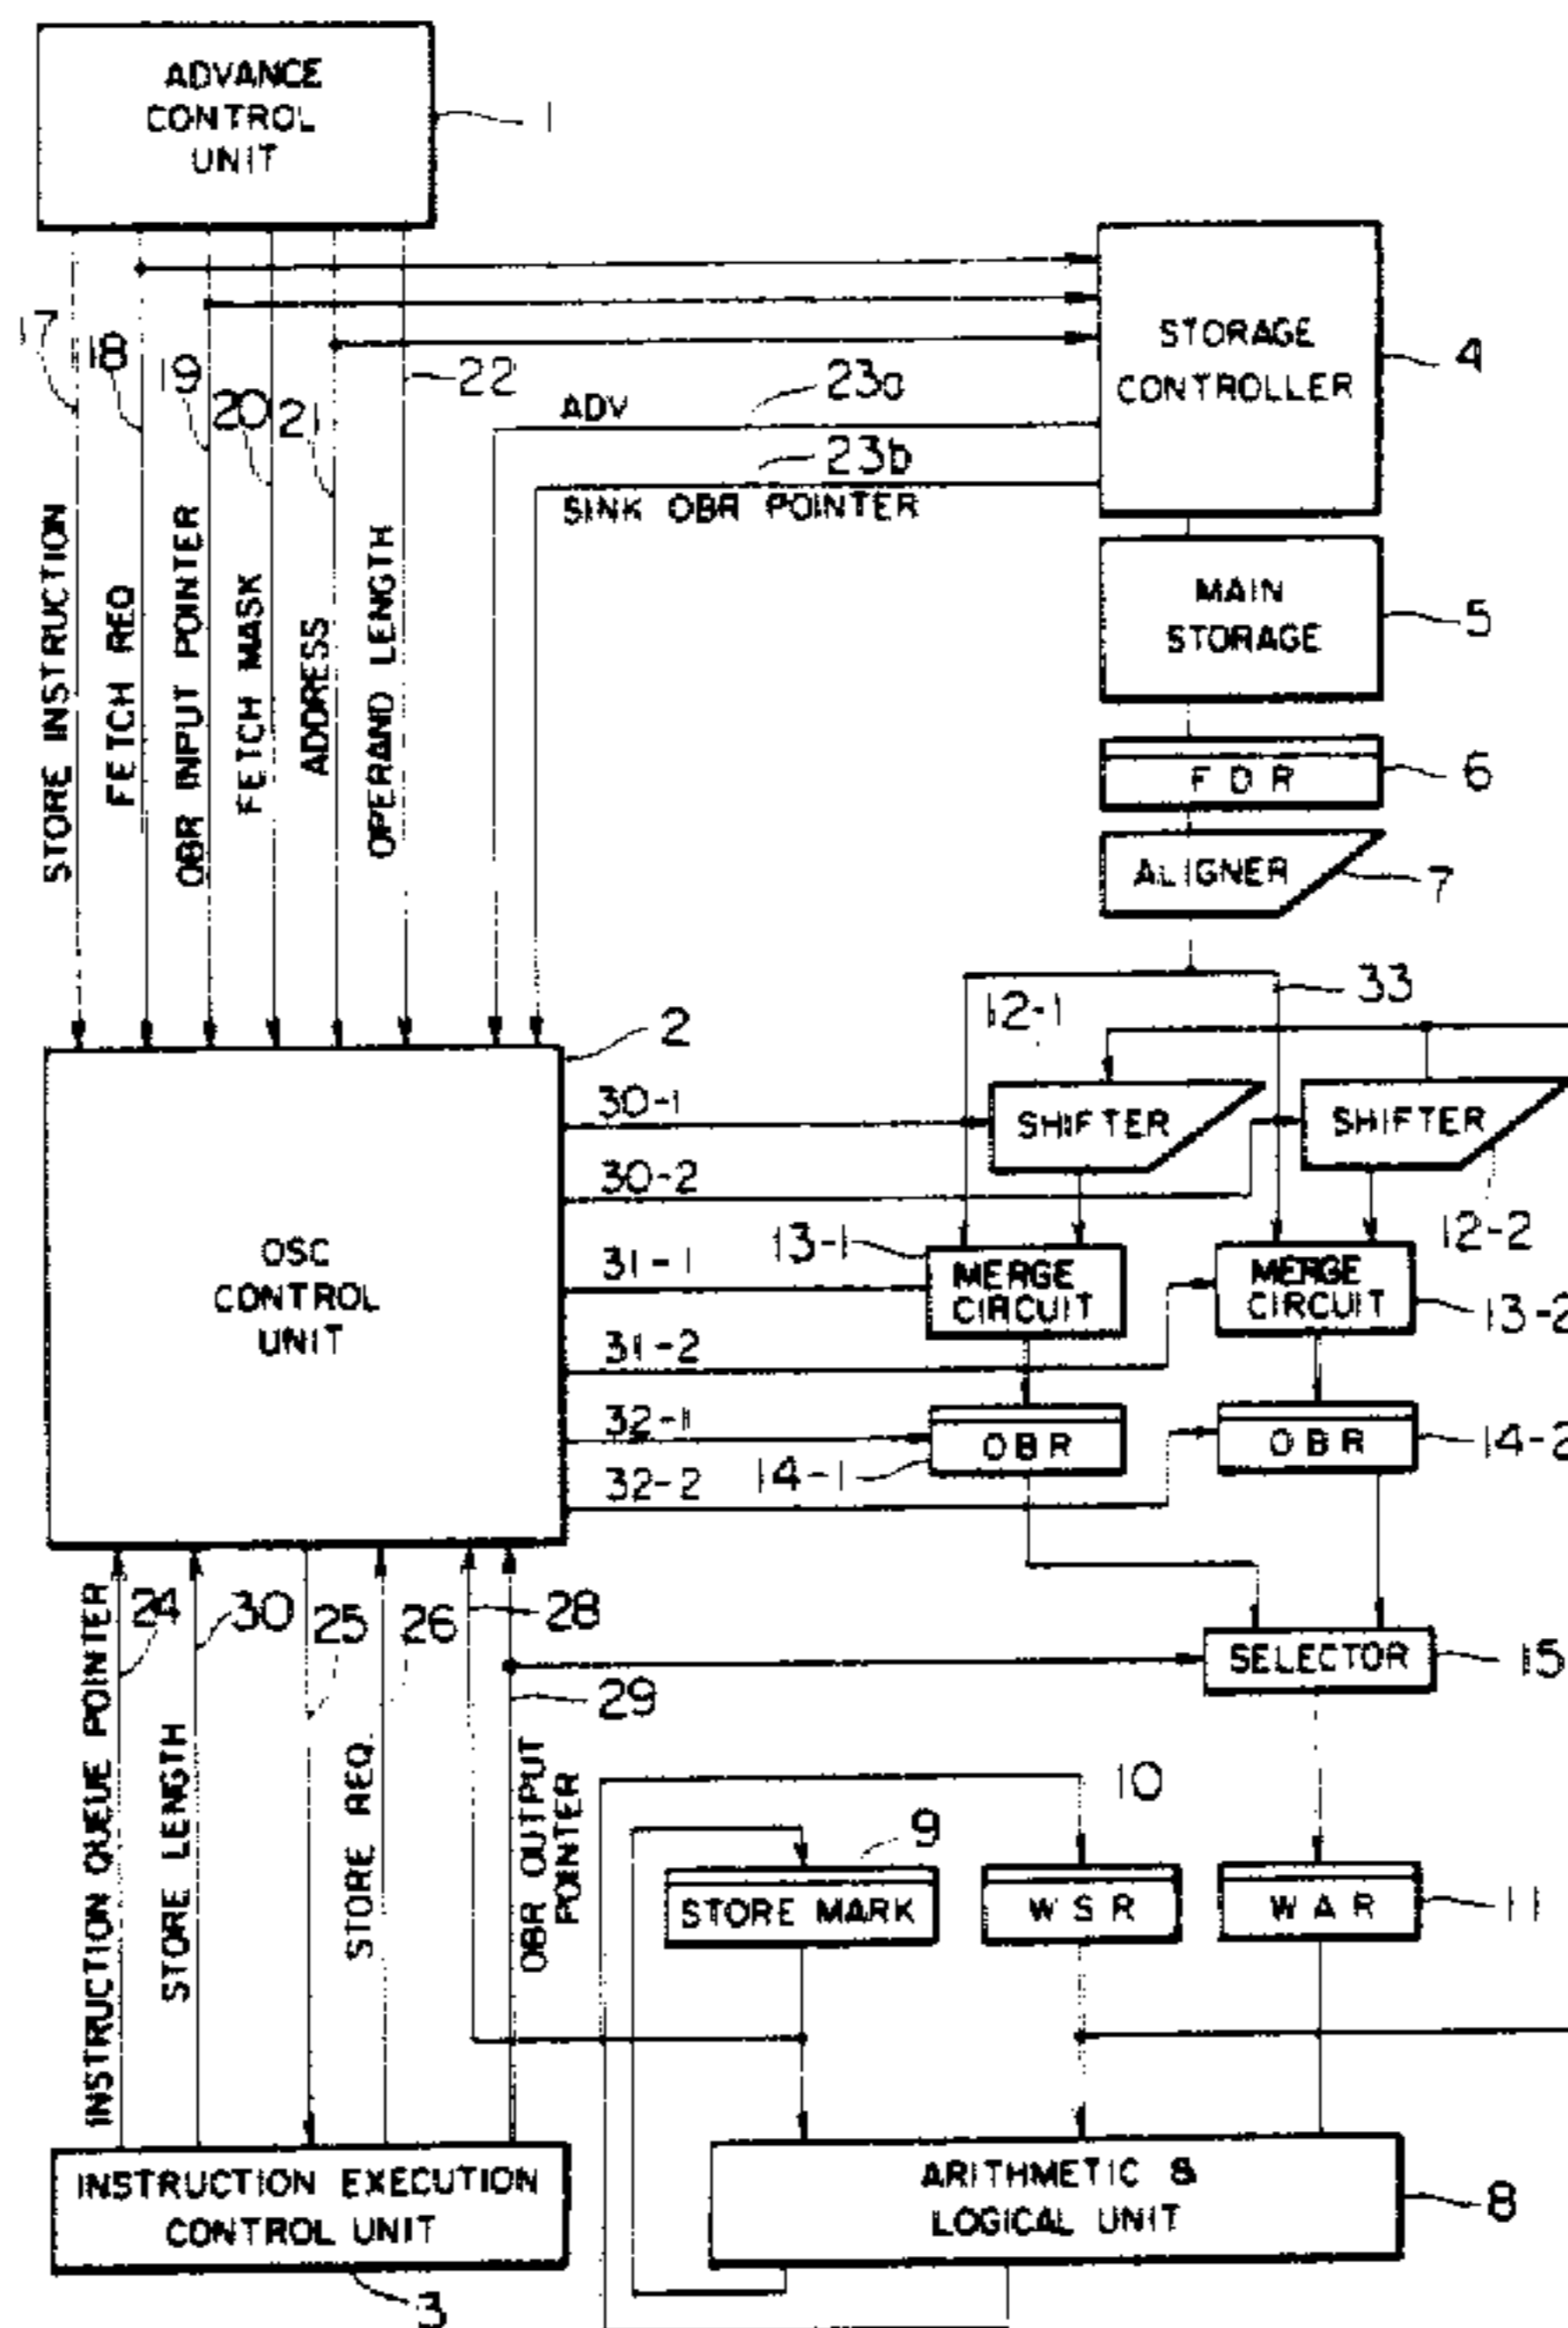 ADVANCE
CONTROL
UNIT
1
STORAGE
CONTROLLER
4
17
18
19
20
21
22
ADV
23a
23b
SINK OBR POINTER
STORE INSTRUCTION
FETCH REQ
OBR INPUT POINTER
FETCH MASK
ADDRESS
OPERAND LENGTH
MAIN
STORAGE
5
F D R
6
ALIGNER
7
33
2
12-1
30-1
SHIFTER
SHIFTER
30-2
12-2
OSC
CONTROL
UNIT
31-1
13-1
MERGE
CIRCUIT
MERGE
CIRCUIT
13-2
31-2
32-1
OBR
OBR
14-2
32-2
14-1
24
30
25
26
28
SELECTOR
15
29
INSTRUCTION QUEUE POINTER
STORE LENGTH
STORE REQ.
OBR OUTPUT
POINTER
10
9
STORE MARK
W S R
W A R
11
INSTRUCTION EXECUTION
CONTROL UNIT
3
ARITHMETIC &
LOGICAL UNIT
8